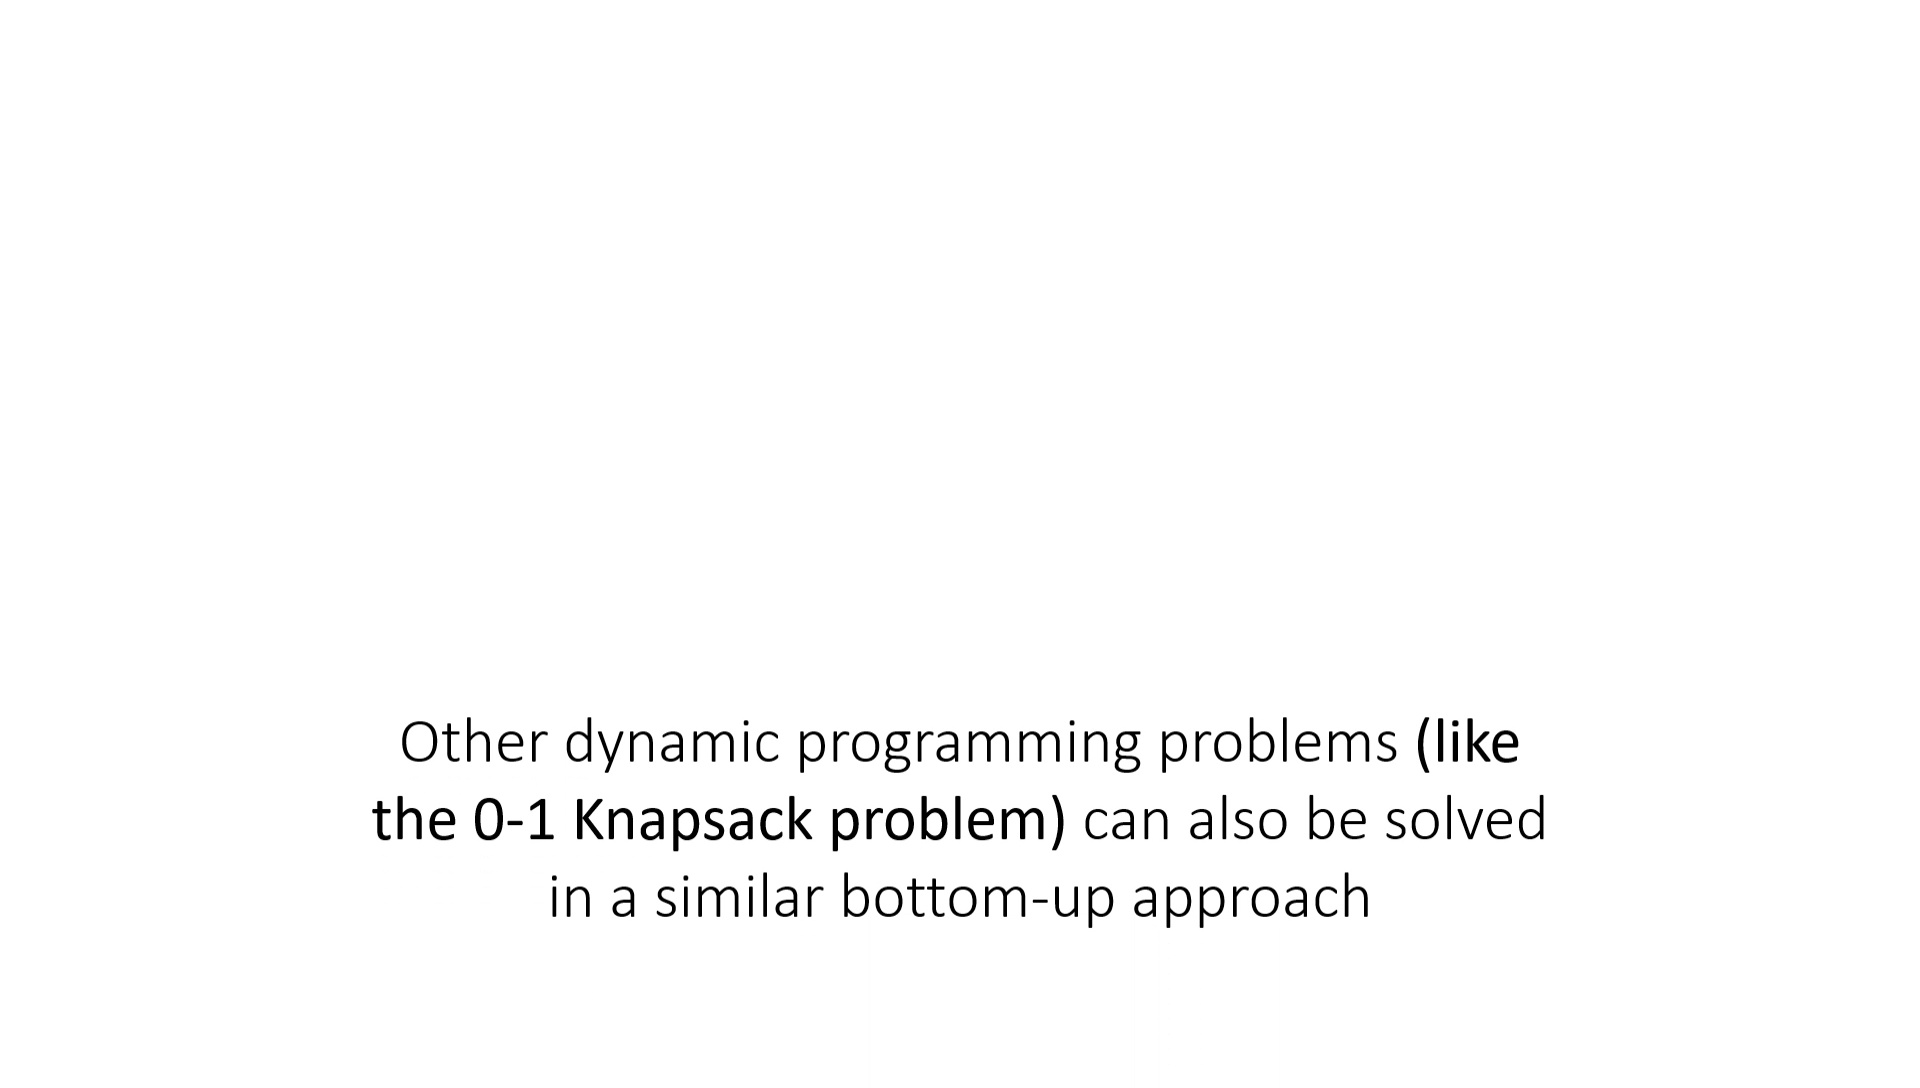 Other dynamic programming problems (like
the 0-1 Knapsack problem) can also be solved
in a similar bottom-up approach